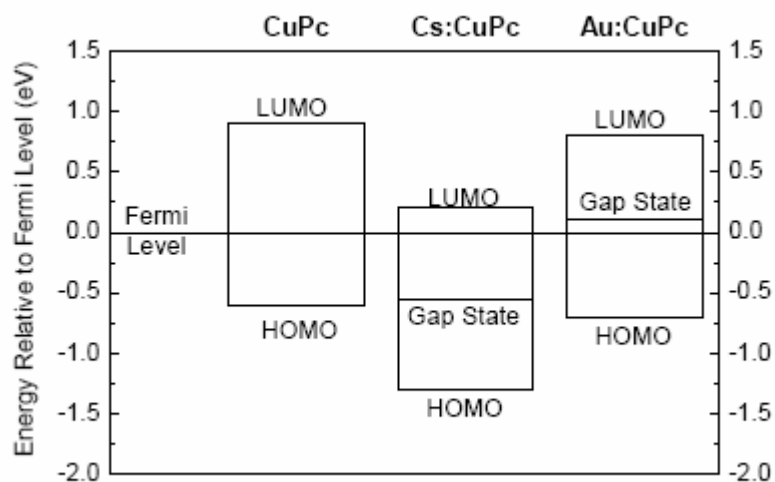 CuPc Cs:CuPc Au:CuPc
Energy Relative to Fermi Level (eV)
1.5 1.5
1.0 LUMO LUMO 1.0
0.5 0.5
LUMO Gap State
Fermi
0.0 0.0
Level
-0.5 -0.5
HOMO Gap State HOMO
-1.0 -1.0
HOMO
-1.5 -1.5
-2.0 -2.0